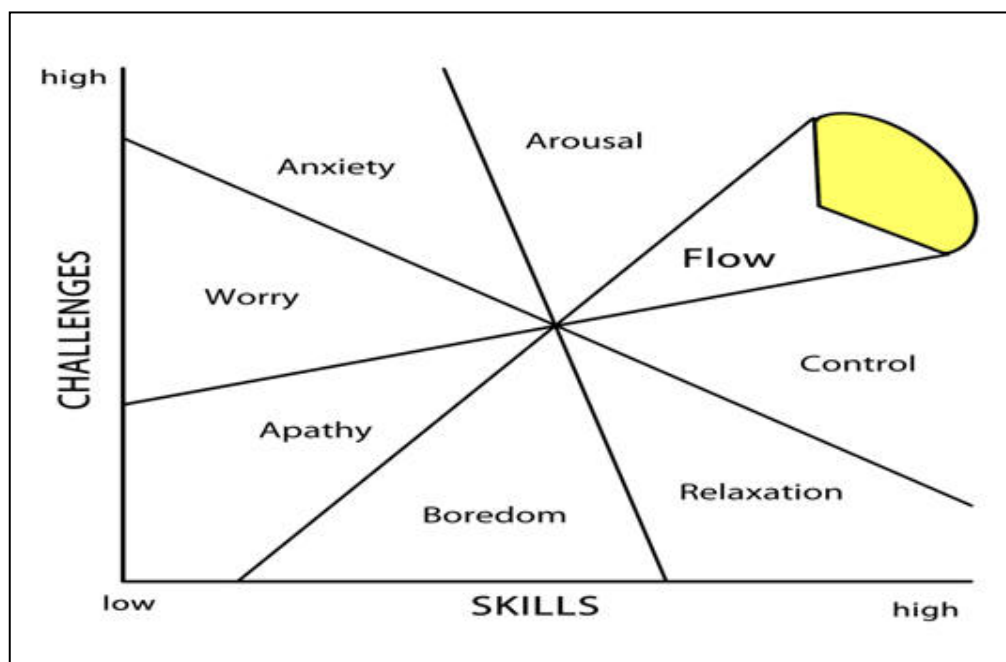 high
Arousal
Anxiety
Flow
Worry
CHALLENGES
Control
Apathy
Relaxation
Boredom
low
SKILLS
high